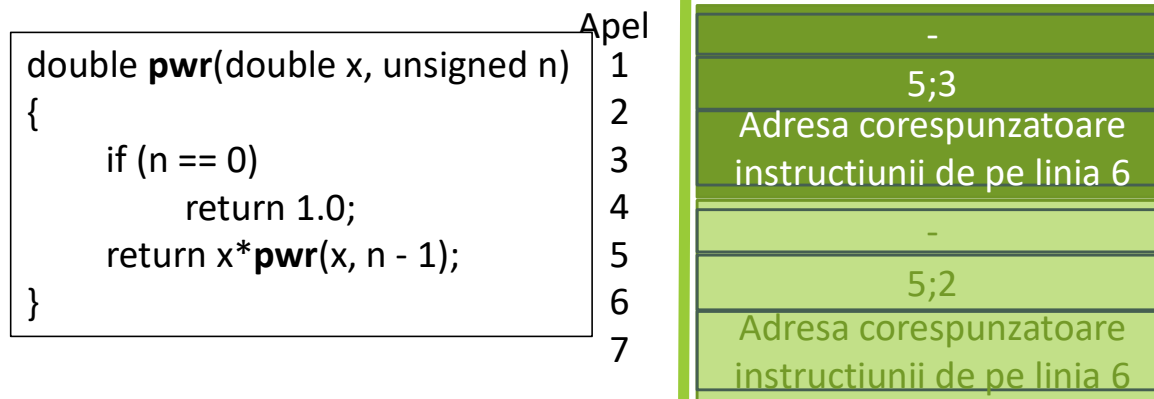 Apel
double pwr(double x, unsigned n) 1
{ 2
if (n == 0) 3
return 1.0; 4
return x*pwr(x, n - 1); 5
} 6
7
-
5;3
Adresa corespunzatoare
instructiunii de pe linia 6
-
5;2
Adresa corespunzatoare
instructiunii de pe linia 6